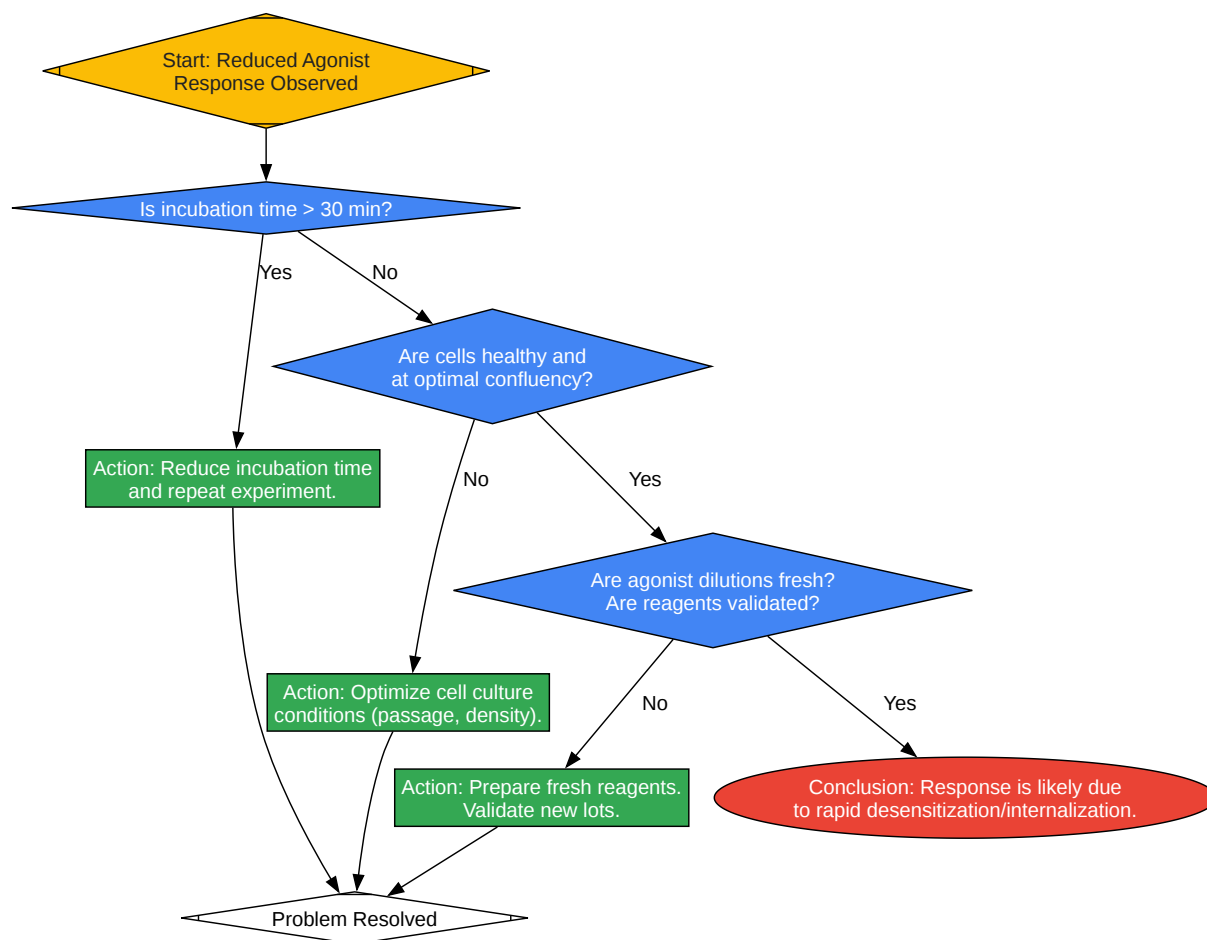 Start: Reduced Agonist
Response Observed
Is incubation time > 30 min?
Yes
No
Are cells healthy and
at optimal confluency?
Action: Reduce incubation time
and repeat experiment.
No
Yes
Are agonist dilutions fresh?
Are reagents validated?
Action: Optimize cell culture
conditions (passage, density).
No
Yes
Action: Prepare fresh reagents.
Validate new lots.
Conclusion: Response is likely due
to rapid desensitization/internalization.
Problem Resolved